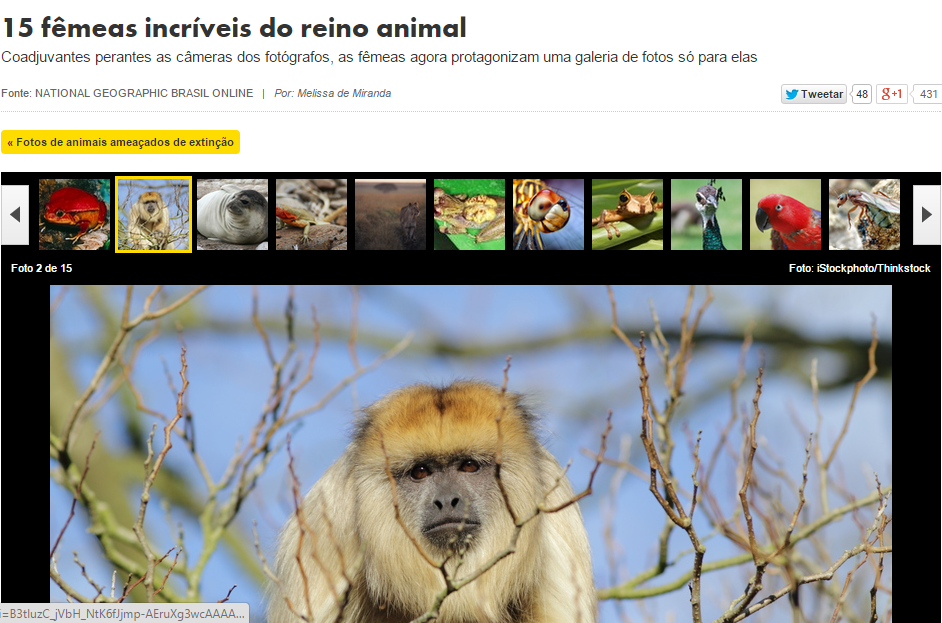 15 fêmeas incríveis do reino animal
Coadjuvantes perantes as câmeras dos fotógrafos, as fêmeas agora protagonizam uma galeria de fotos só para elas
Fonte: NATIONAL GEOGRAPHIC BRASIL ONLINE | Por: Melissa de Miranda
Tweetar 48 g+1 431
« Fotos de animais ameaçados de extinção
Foto 2 de 15
Foto: iStockphoto/Thinkstock